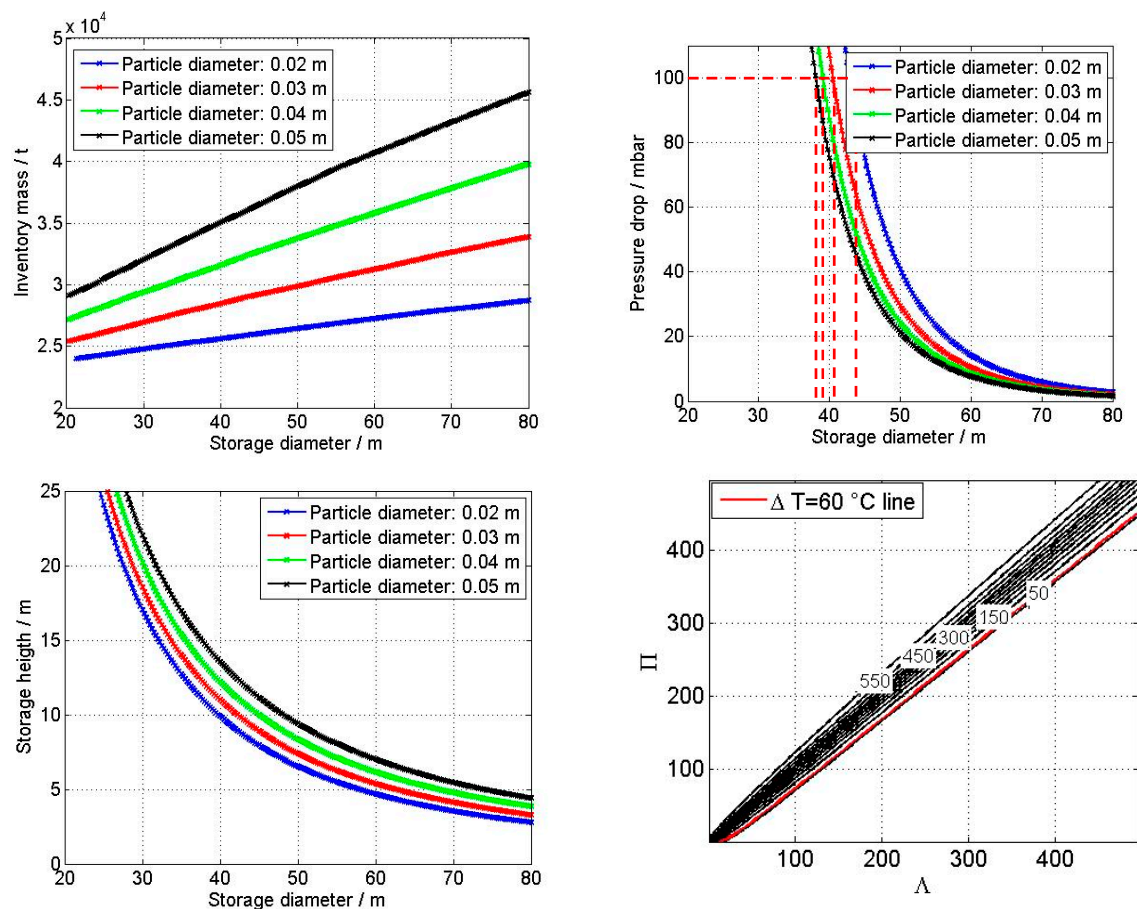 x 10^4
5
4.5
4
3.5
3
2.5
2
Inventory mass / t
Particle diameter: 0.02 m
Particle diameter: 0.03 m
Particle diameter: 0.04 m
Particle diameter: 0.05 m
20 30 40 50 60 70 80
Storage diameter / m
100
80
60
40
20
0
Pressure drop / mbar
Particle diameter: 0.02 m
Particle diameter: 0.03 m
Particle diameter: 0.04 m
Particle diameter: 0.05 m
20 30 40 50 60 70 80
Storage diameter / m
25
20
15
10
5
0
Storage heigth / m
Particle diameter: 0.02 m
Particle diameter: 0.03 m
Particle diameter: 0.04 m
Particle diameter: 0.05 m
20 30 40 50 60 70 80
Storage diameter / m
Δ T=60 °C line
400
300
200
100
Π
50
150
300
450
550
100 200 300 400
Λ